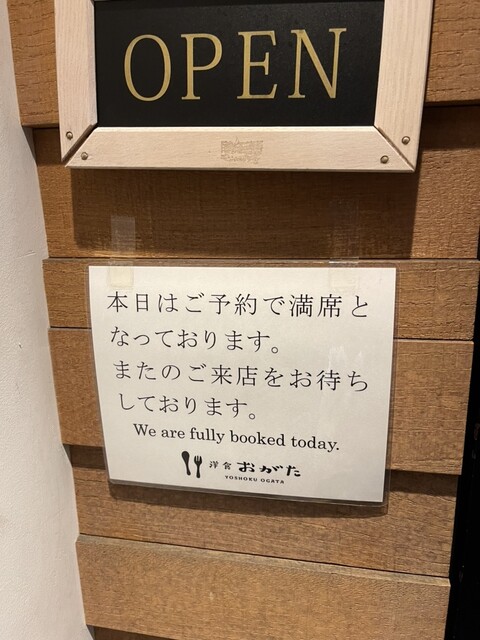 OPEN
本日はご予約で満席と
なっております。
またのご来店をお待ち
しております。
We are fully booked today.
洋食 おがた
YOSHOKU OGATA